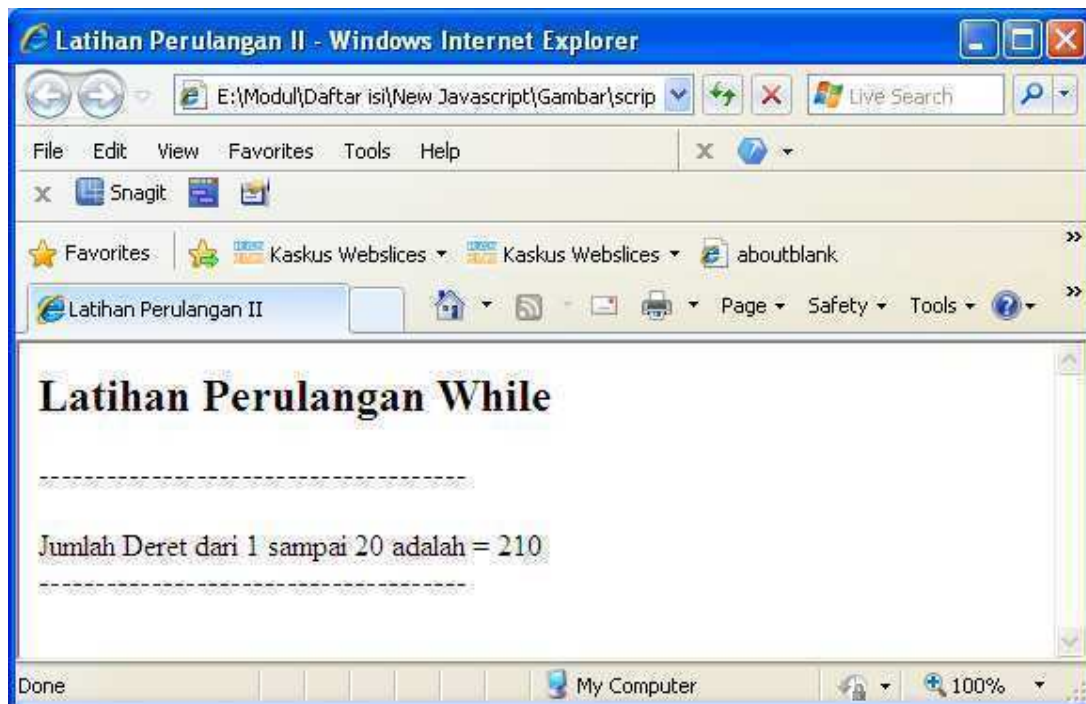 Latihan Perulangan II - Windows Internet Explorer
E:\Modul\Daftar isi\New Javascript\Gambar\scrip
Live Search
File Edit View Favorites Tools Help
x
x Snagit
Favorites Kaskus Webslices Kaskus Webslices aboutblank »
Latihan Perulangan II Page Safety Tools »
Latihan Perulangan While
-------------------------------------
Jumlah Deret dari 1 sampai 20 adalah = 210
-------------------------------------
Done My Computer 100%